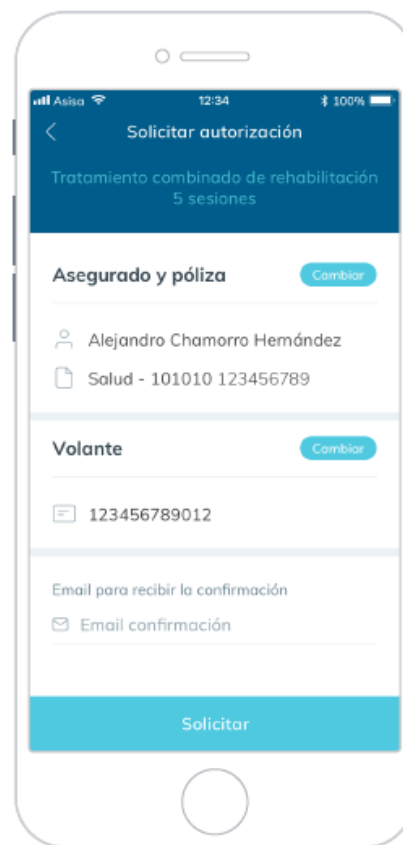 Asisa
12:34
100%
Solicitar autorización
Tratamiento combinado de rehabilitación
5 sesiones
Asegurado y póliza
Cambiar
Alejandro Chamorro Hernández
Salud - 101010 123456789
Volante
Cambiar
123456789012
Email para recibir la confirmación
Email confirmación
Solicitar